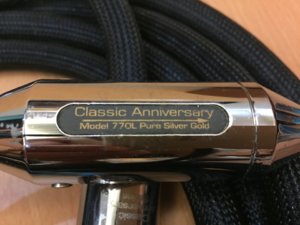 Classic Anniversary
Model 770L Pure Silver Gold